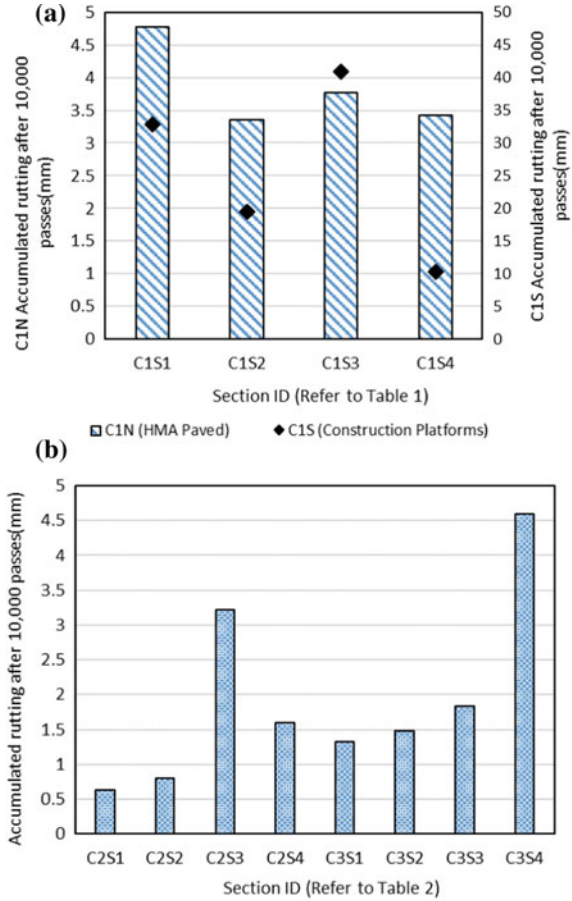 (a)
C1N Accumulated rutting after 10,000
passes(mm)
5
4.5
4
3.5
3
2.5
2
1.5
1
0.5
0
50
45
40
35
30
25
20
15
10
5
0
C1S Accumulated rutting after 10,000
passes(mm)
C1S1 C1S2 C1S3 C1S4
Section ID (Refer to Table 1)
C1N (HMA Paved) C1S (Construction Platforms)
(b)
Accumulated rutting after 10,000 passes(mm)
5
4.5
4
3.5
3
2.5
2
1.5
1
0.5
0
C2S1 C2S2 C2S3 C2S4 C3S1 C3S2 C3S3 C3S4
Section ID (Refer to Table 2)